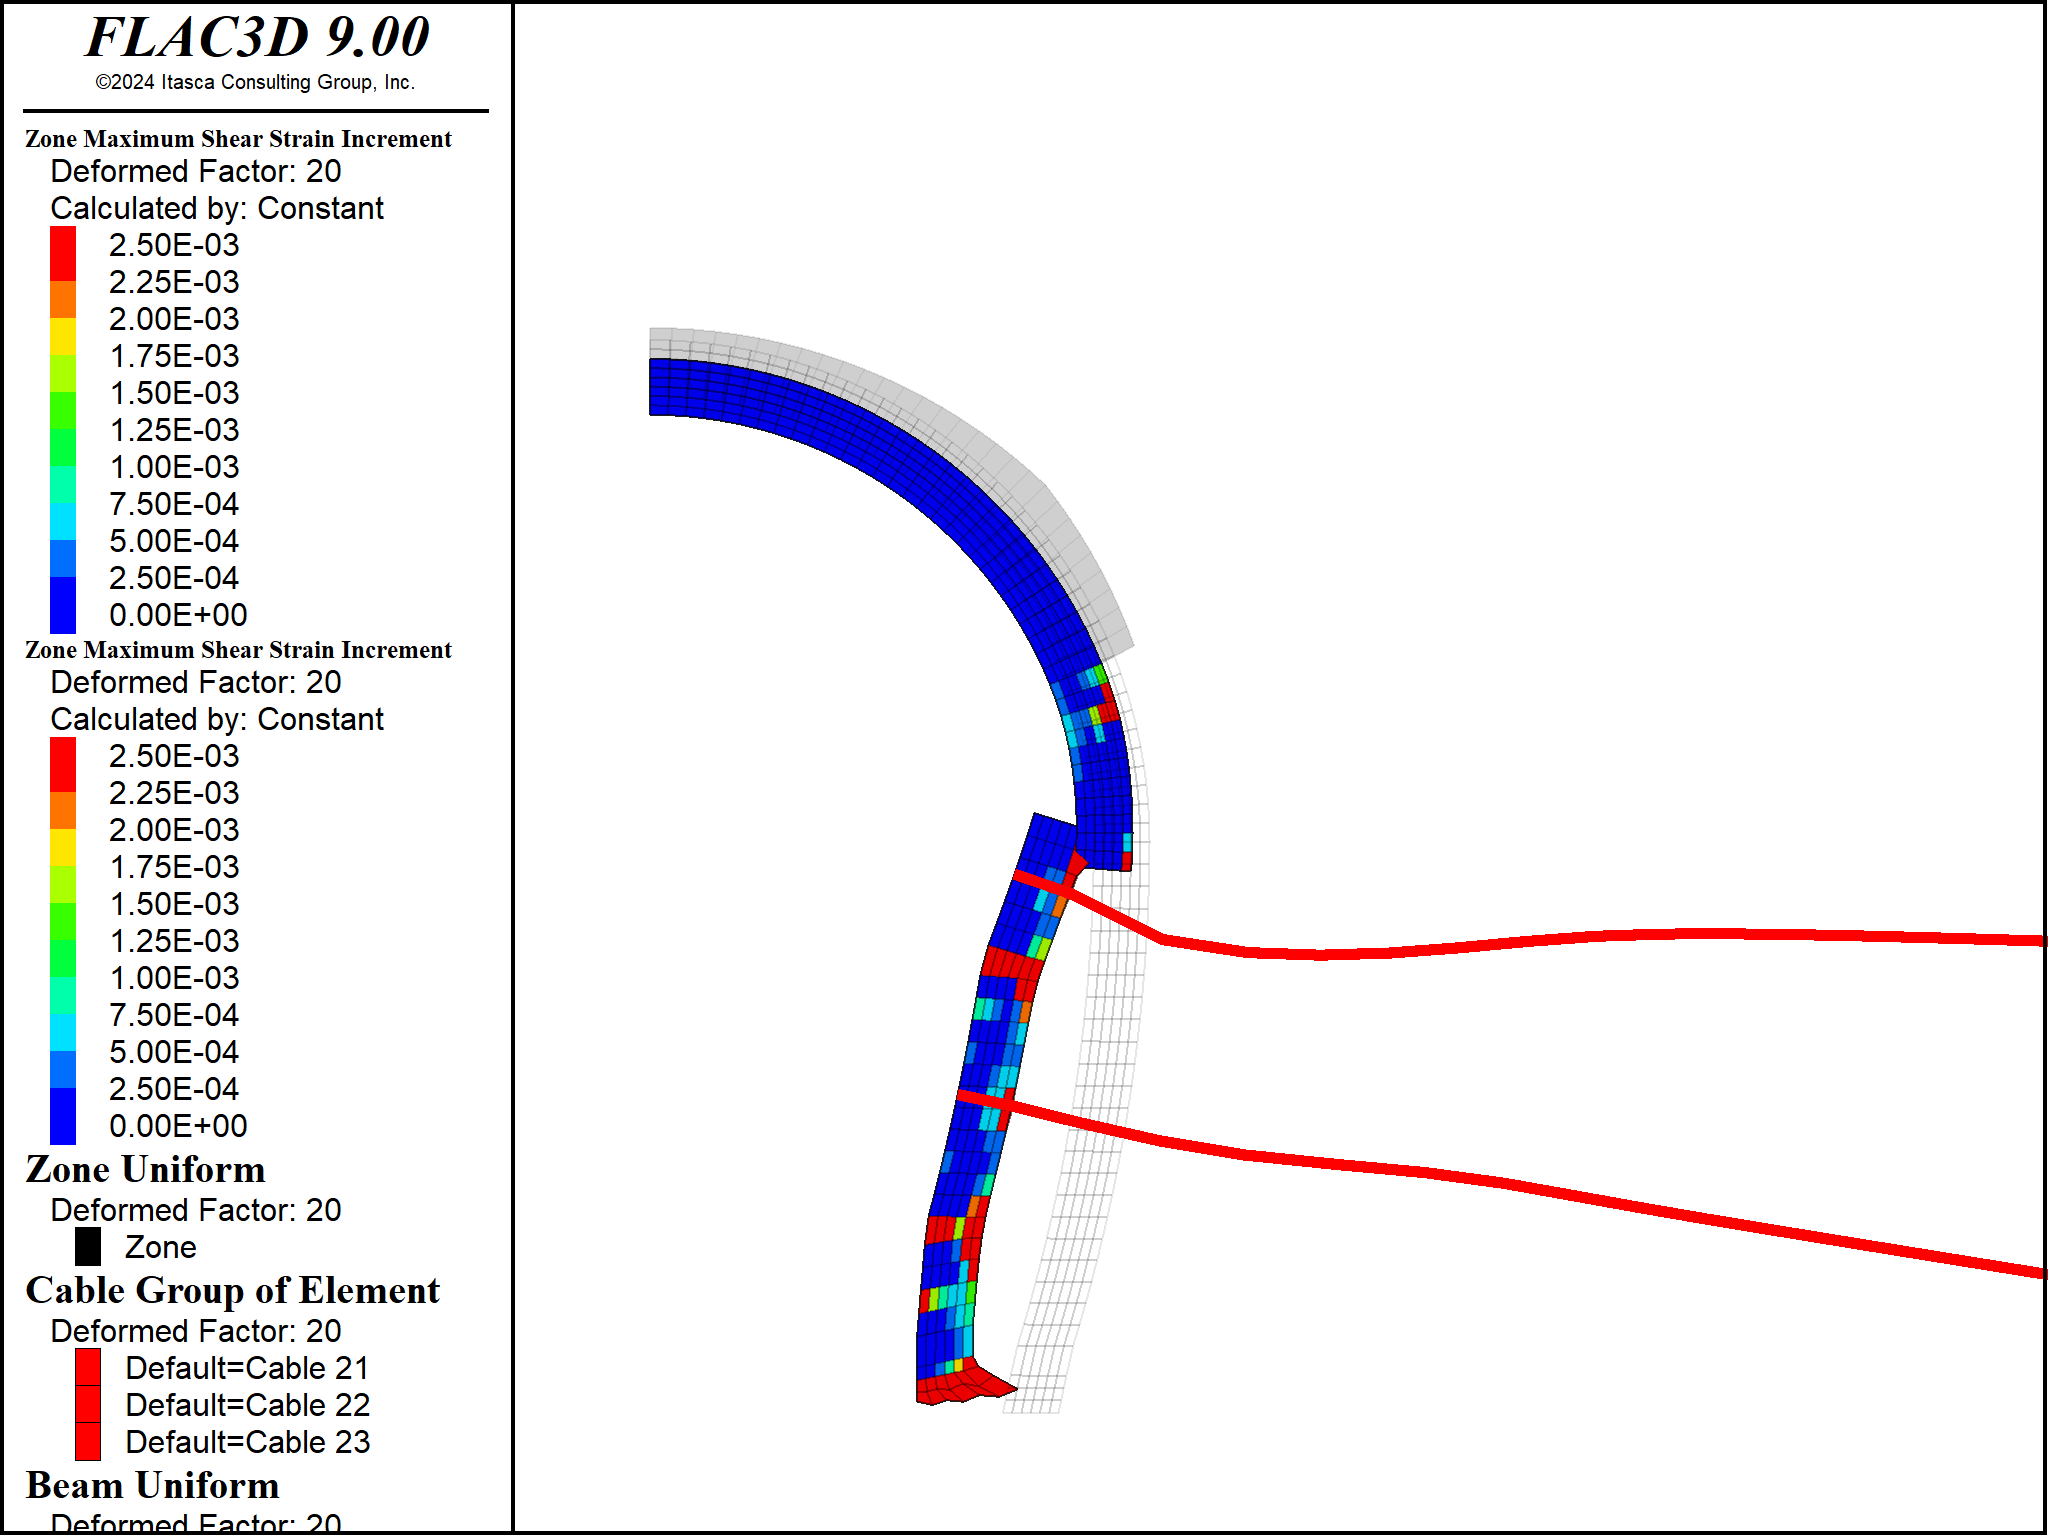 FLAC3D 9.00
©2024 Itasca Consulting Group, Inc.
Zone Maximum Shear Strain Increment
Deformed Factor: 20
Calculated by: Constant
2.50E-03
2.25E-03
2.00E-03
1.75E-03
1.50E-03
1.25E-03
1.00E-03
7.50E-04
5.00E-04
2.50E-04
0.00E+00
Zone Maximum Shear Strain Increment
Deformed Factor: 20
Calculated by: Constant
2.50E-03
2.25E-03
2.00E-03
1.75E-03
1.50E-03
1.25E-03
1.00E-03
7.50E-04
5.00E-04
2.50E-04
0.00E+00
Zone Uniform
Deformed Factor: 20
Zone
Cable Group of Element
Deformed Factor: 20
Default=Cable 21
Default=Cable 22
Default=Cable 23
Beam Uniform
Deformed Factor: 20